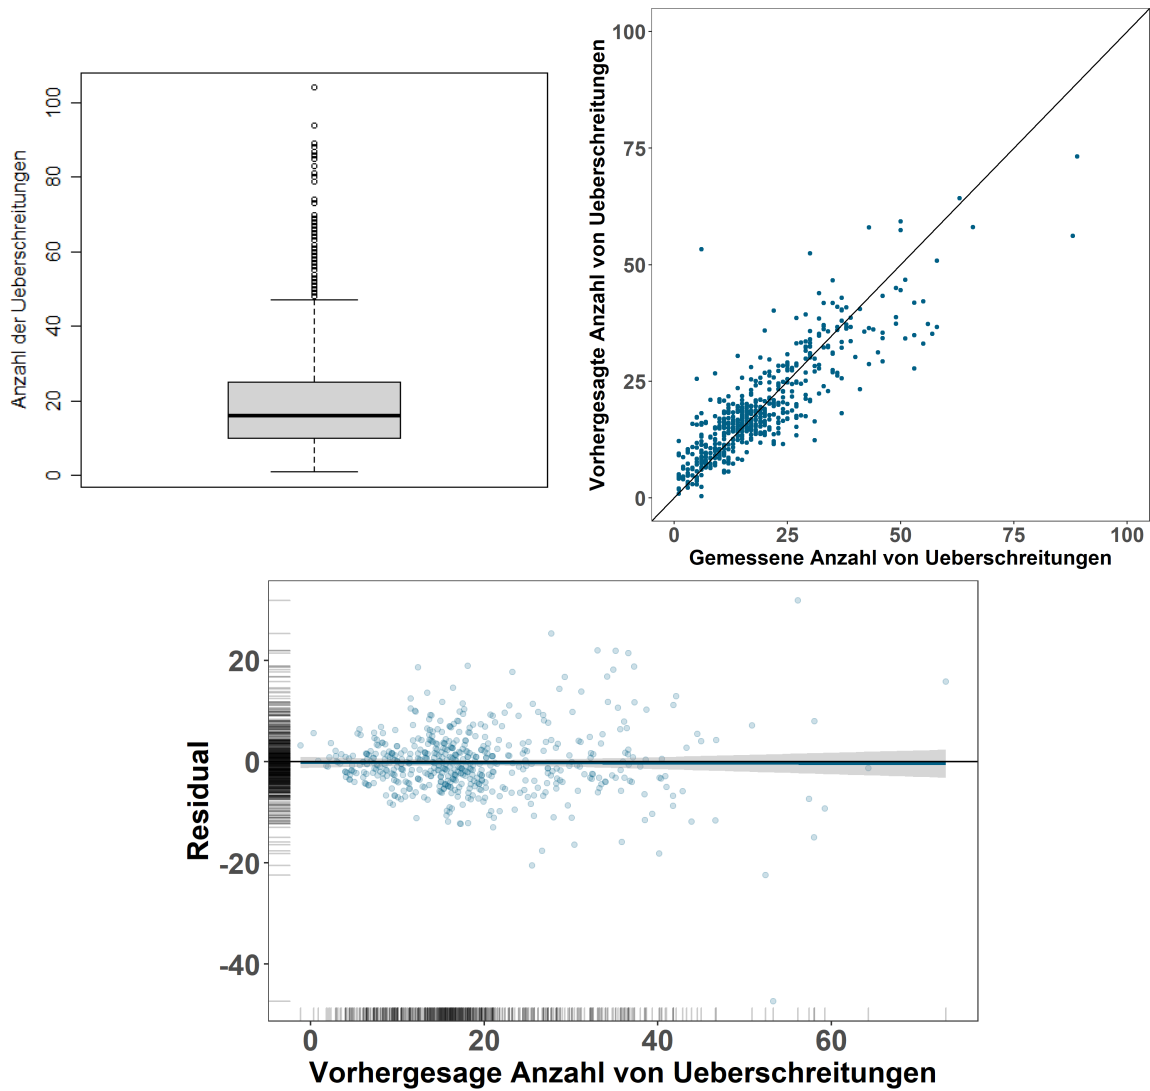 Anzahl der Ueberschreitungen
100
80
60
40
20
0
Vorhergesagte Anzahl von Ueberschreitungen
100
75
50
25
0
0 25 50 75 100
Gemessene Anzahl von Ueberschreitungen
Residual
20
0
-20
-40
0 20 40 60
Vorhergesage Anzahl von Ueberschreitungen